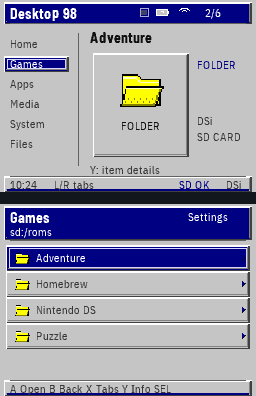 Desktop 98 2/6
Home
Games
Apps
Media
System
Files
Adventure
FOLDER
FOLDER
DSi
SD CARD
Y: item details
10:24 L/R tabs SD OK DSi
Games Settings
sd:/roms
Adventure
Homebrew
Nintendo DS
Puzzle
A Open B Back X Tabs Y Info SEL